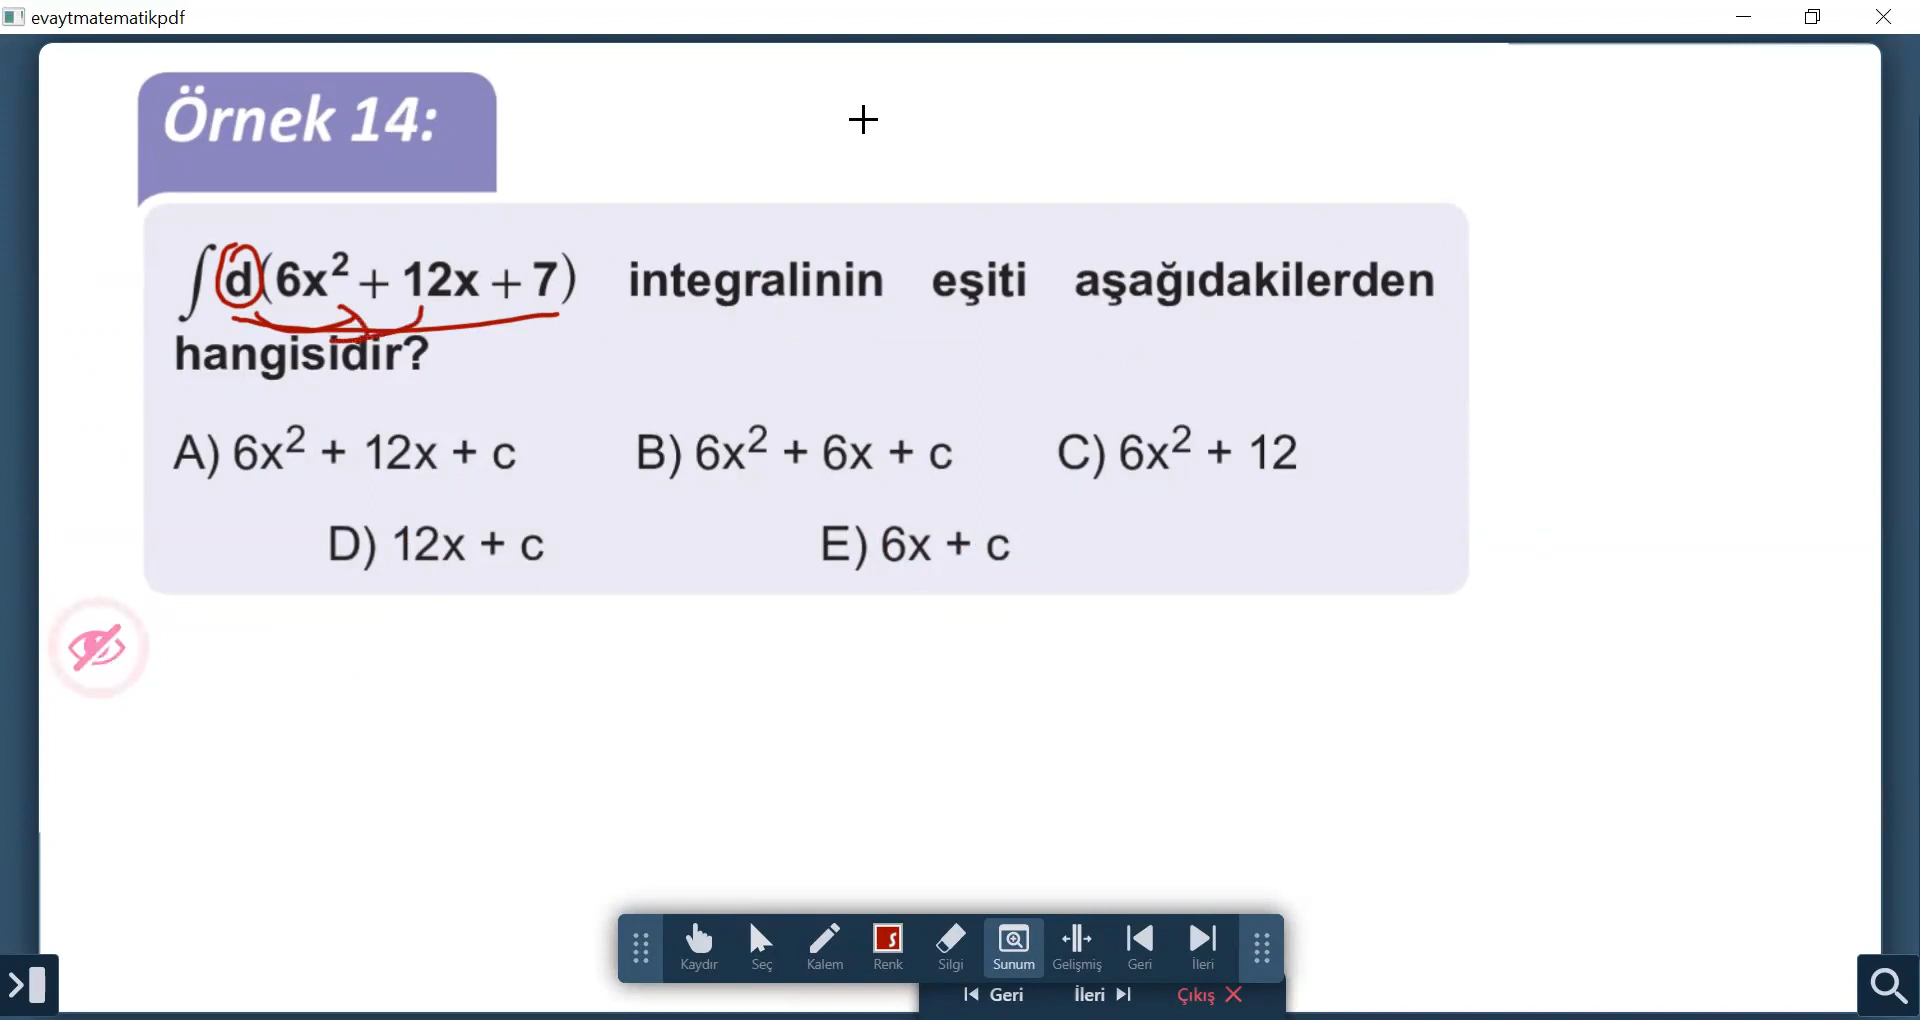 evaytmatematikpdf
Örnek 14:
∫d(6x² + 12x + 7) integralinin eşiti aşağıdakilerden
hangisidir?
A) 6x² + 12x + c B) 6x² + 6x + c C) 6x² + 12
D) 12x + c E) 6x + c
Kaydır Seç Kalem Renk Silgi Sunum Gelişmiş Geri İleri
Geri İleri Çıkış